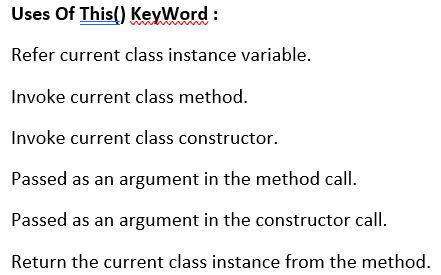 Uses Of This() KeyWord :
Refer current class instance variable.
Invoke current class method.
Invoke current class constructor.
Passed as an argument in the method call.
Passed as an argument in the constructor call.
Return the current class instance from the method.